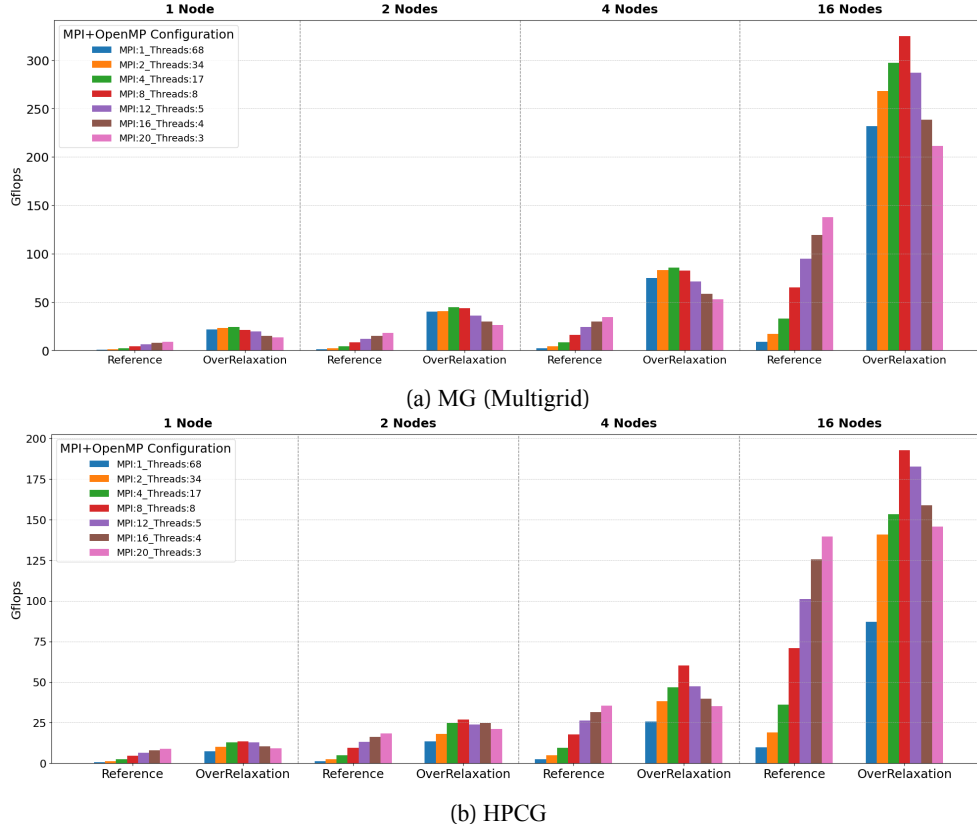 1 Node 2 Nodes 4 Nodes 16 Nodes
MPI+OpenMP Configuration
MPI:1_Threads:68
MPI:2_Threads:34
MPI:4_Threads:17
MPI:8_Threads:8
MPI:12_Threads:5
MPI:16_Threads:4
MPI:20_Threads:3
300
250
200
150
100
50
0
Gflops
Reference OverRelaxation Reference OverRelaxation Reference OverRelaxation Reference OverRelaxation
(a) MG (Multigrid)
1 Node 2 Nodes 4 Nodes 16 Nodes
MPI+OpenMP Configuration
MPI:1_Threads:68
MPI:2_Threads:34
MPI:4_Threads:17
MPI:8_Threads:8
MPI:12_Threads:5
MPI:16_Threads:4
MPI:20_Threads:3
200
175
150
125
100
75
50
25
0
Gflops
Reference OverRelaxation Reference OverRelaxation Reference OverRelaxation Reference OverRelaxation
(b) HPCG